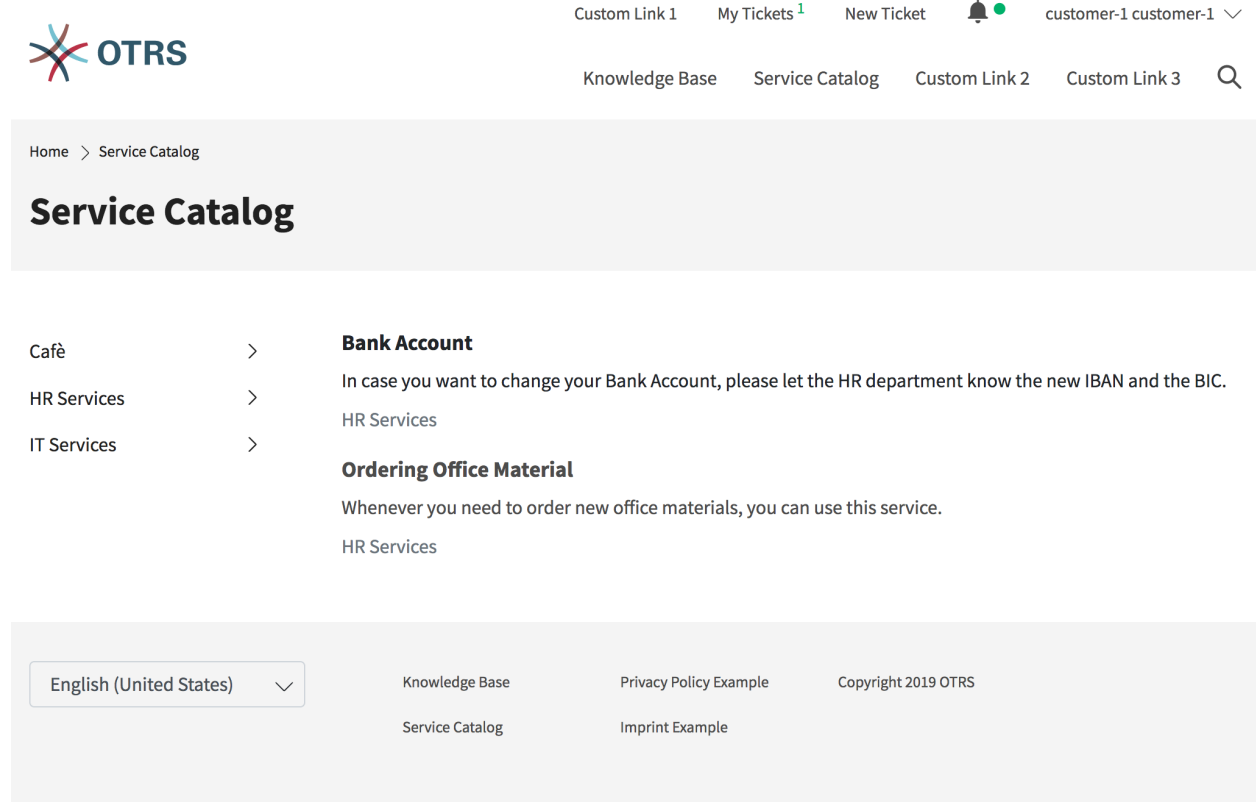 Custom Link 1 My Tickets 1 New Ticket customer-1 customer-1
OTRS
Knowledge Base Service Catalog Custom Link 2 Custom Link 3
Home Service Catalog
Service Catalog
Cafè
HR Services
IT Services
Bank Account
In case you want to change your Bank Account, please let the HR department know the new IBAN and the BIC.
HR Services
Ordering Office Material
Whenever you need to order new office materials, you can use this service.
HR Services
English (United States)
Knowledge Base Privacy Policy Example Copyright 2019 OTRS
Service Catalog Imprint Example